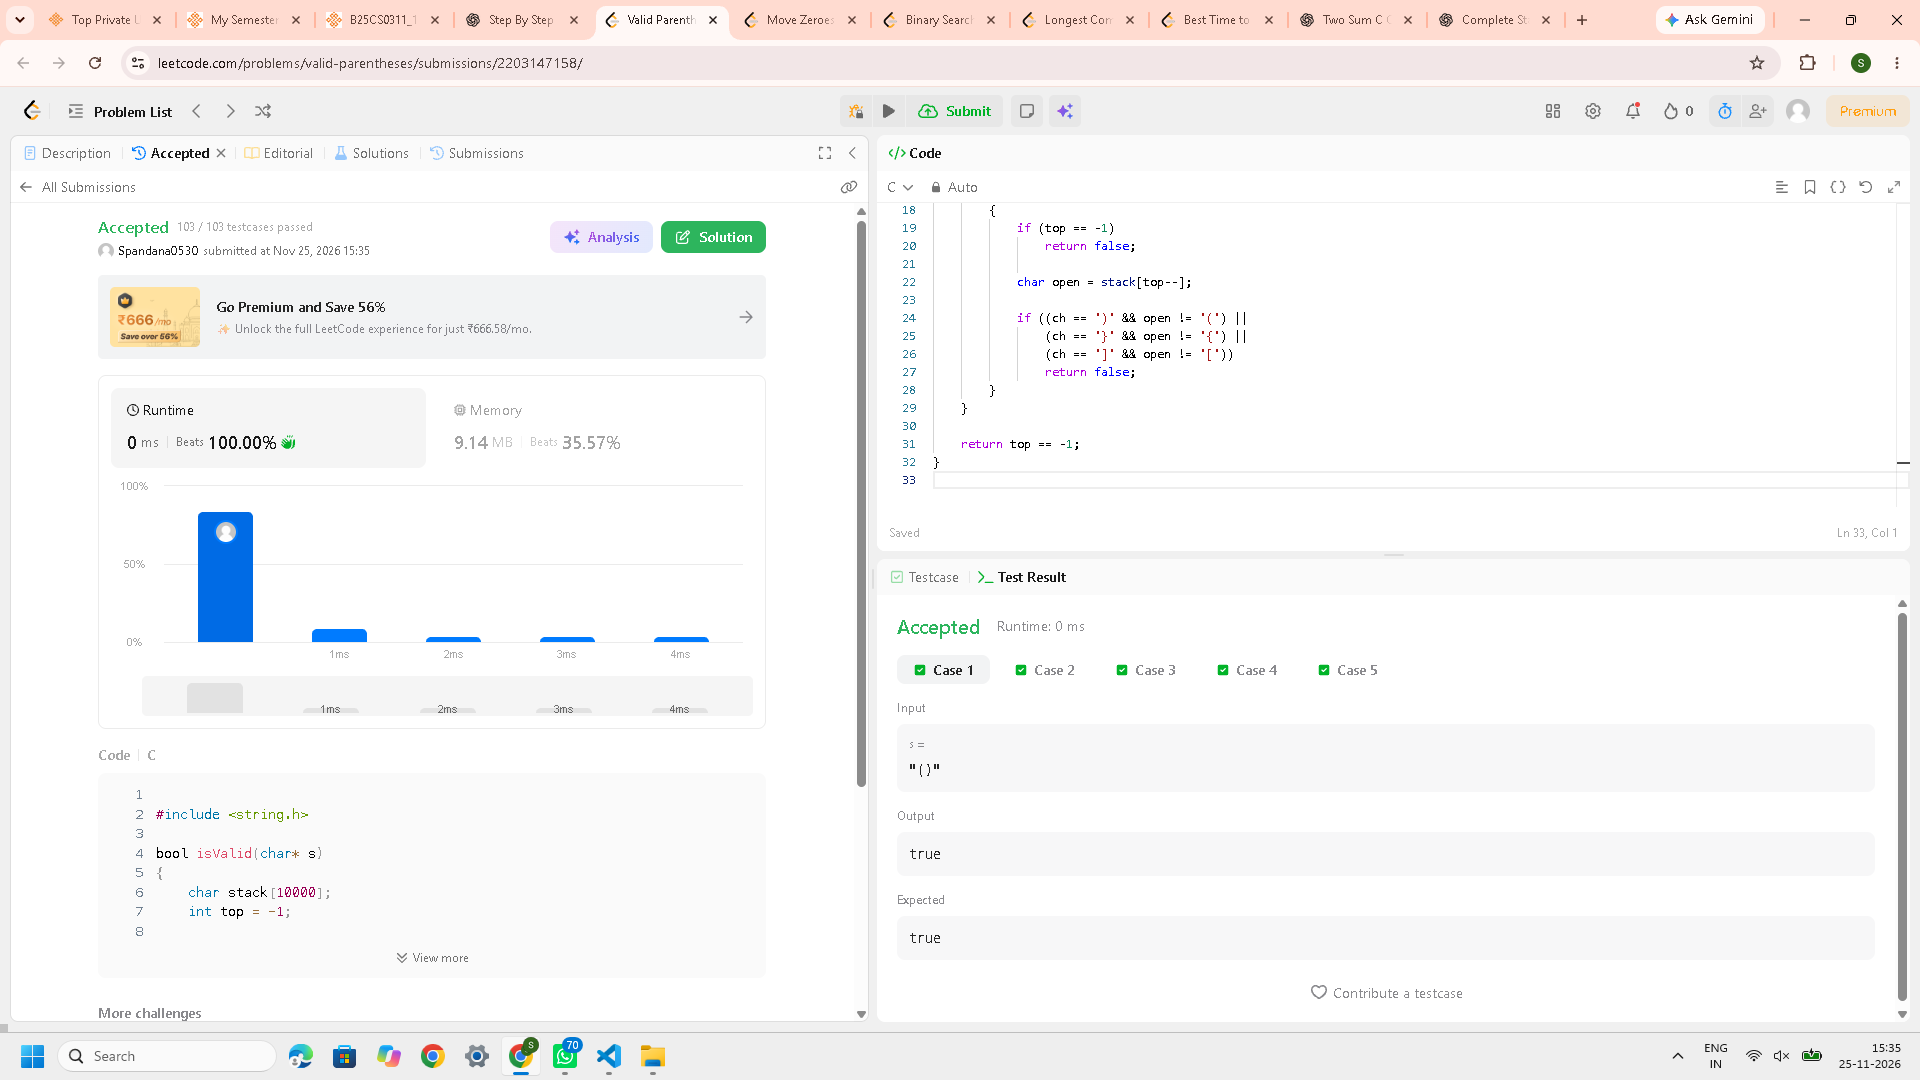 Top Private U
My Semester
B25CS0311_1
Step By Step
Valid Parenth
Move Zeroes
Binary Searc
Longest Con
Best Time to
Two Sum C C
Complete St
Ask Gemini
leetcode.com/problems/valid-parentheses/submissions/2203147158/
S
Problem List
Submit
0
Premium
Description
Accepted
Editorial
Solutions
Submissions
All Submissions
Accepted 103 / 103 testcases passed
Spandana0530 submitted at Nov 25, 2026 15:35
Analysis
Solution
₹666/mo
Save over 56%
Go Premium and Save 56%
Unlock the full LeetCode experience for just ₹666.58/mo.
Runtime
0 ms Beats 100.00%
Memory
9.14 MB Beats 35.57%
100%
50%
0%
1ms 2ms 3ms 4ms
1ms 2ms 3ms 4ms
Code C
1
2 #include <string.h>
3
4 bool isValid(char* s)
5 {
6 char stack[10000];
7 int top = -1;
8
View more
More challenges
</> Code
C Auto
18 {
19 if (top == -1)
20 return false;
21
22 char open = stack[top--];
23
24 if ((ch == ')' && open != '(') ||
25 (ch == '}' && open != '{') ||
26 (ch == ']' && open != '['))
27 return false;
28 }
29 }
30
31 return top == -1;
32 }
33
Saved
Ln 33, Col 1
Testcase
Test Result
Accepted Runtime: 0 ms
Case 1
Case 2
Case 3
Case 4
Case 5
Input
s =
"()"
Output
true
Expected
true
Contribute a testcase
Search
S
70
ENG
IN
15:35
25-11-2026